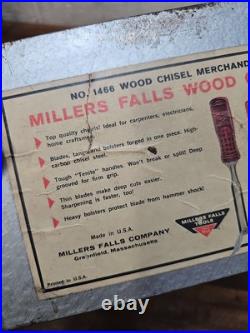 NO. 1466 WOOD CHISEL MERCHAND
MILLERS FALLS WOOD
Top quality chisels! Ideal for carpenters, electricians,
home craftsmen.
Blades, tang and bolsters forged in one piece, high-
carbon chisel steel.
Tough "Tenite" handles. Won't break or split! Deep
grooved for firm grip.
Thin blades make deep cuts easier.
Sharpening is faster, too!
Heavy bolsters protect blade from hammer shock!
Made in U.S.A.
MILLERS FALLS COMPANY
Greenfield, Massachusetts
MILLERS FALLS
TOOLS
Printed in U.S.A.